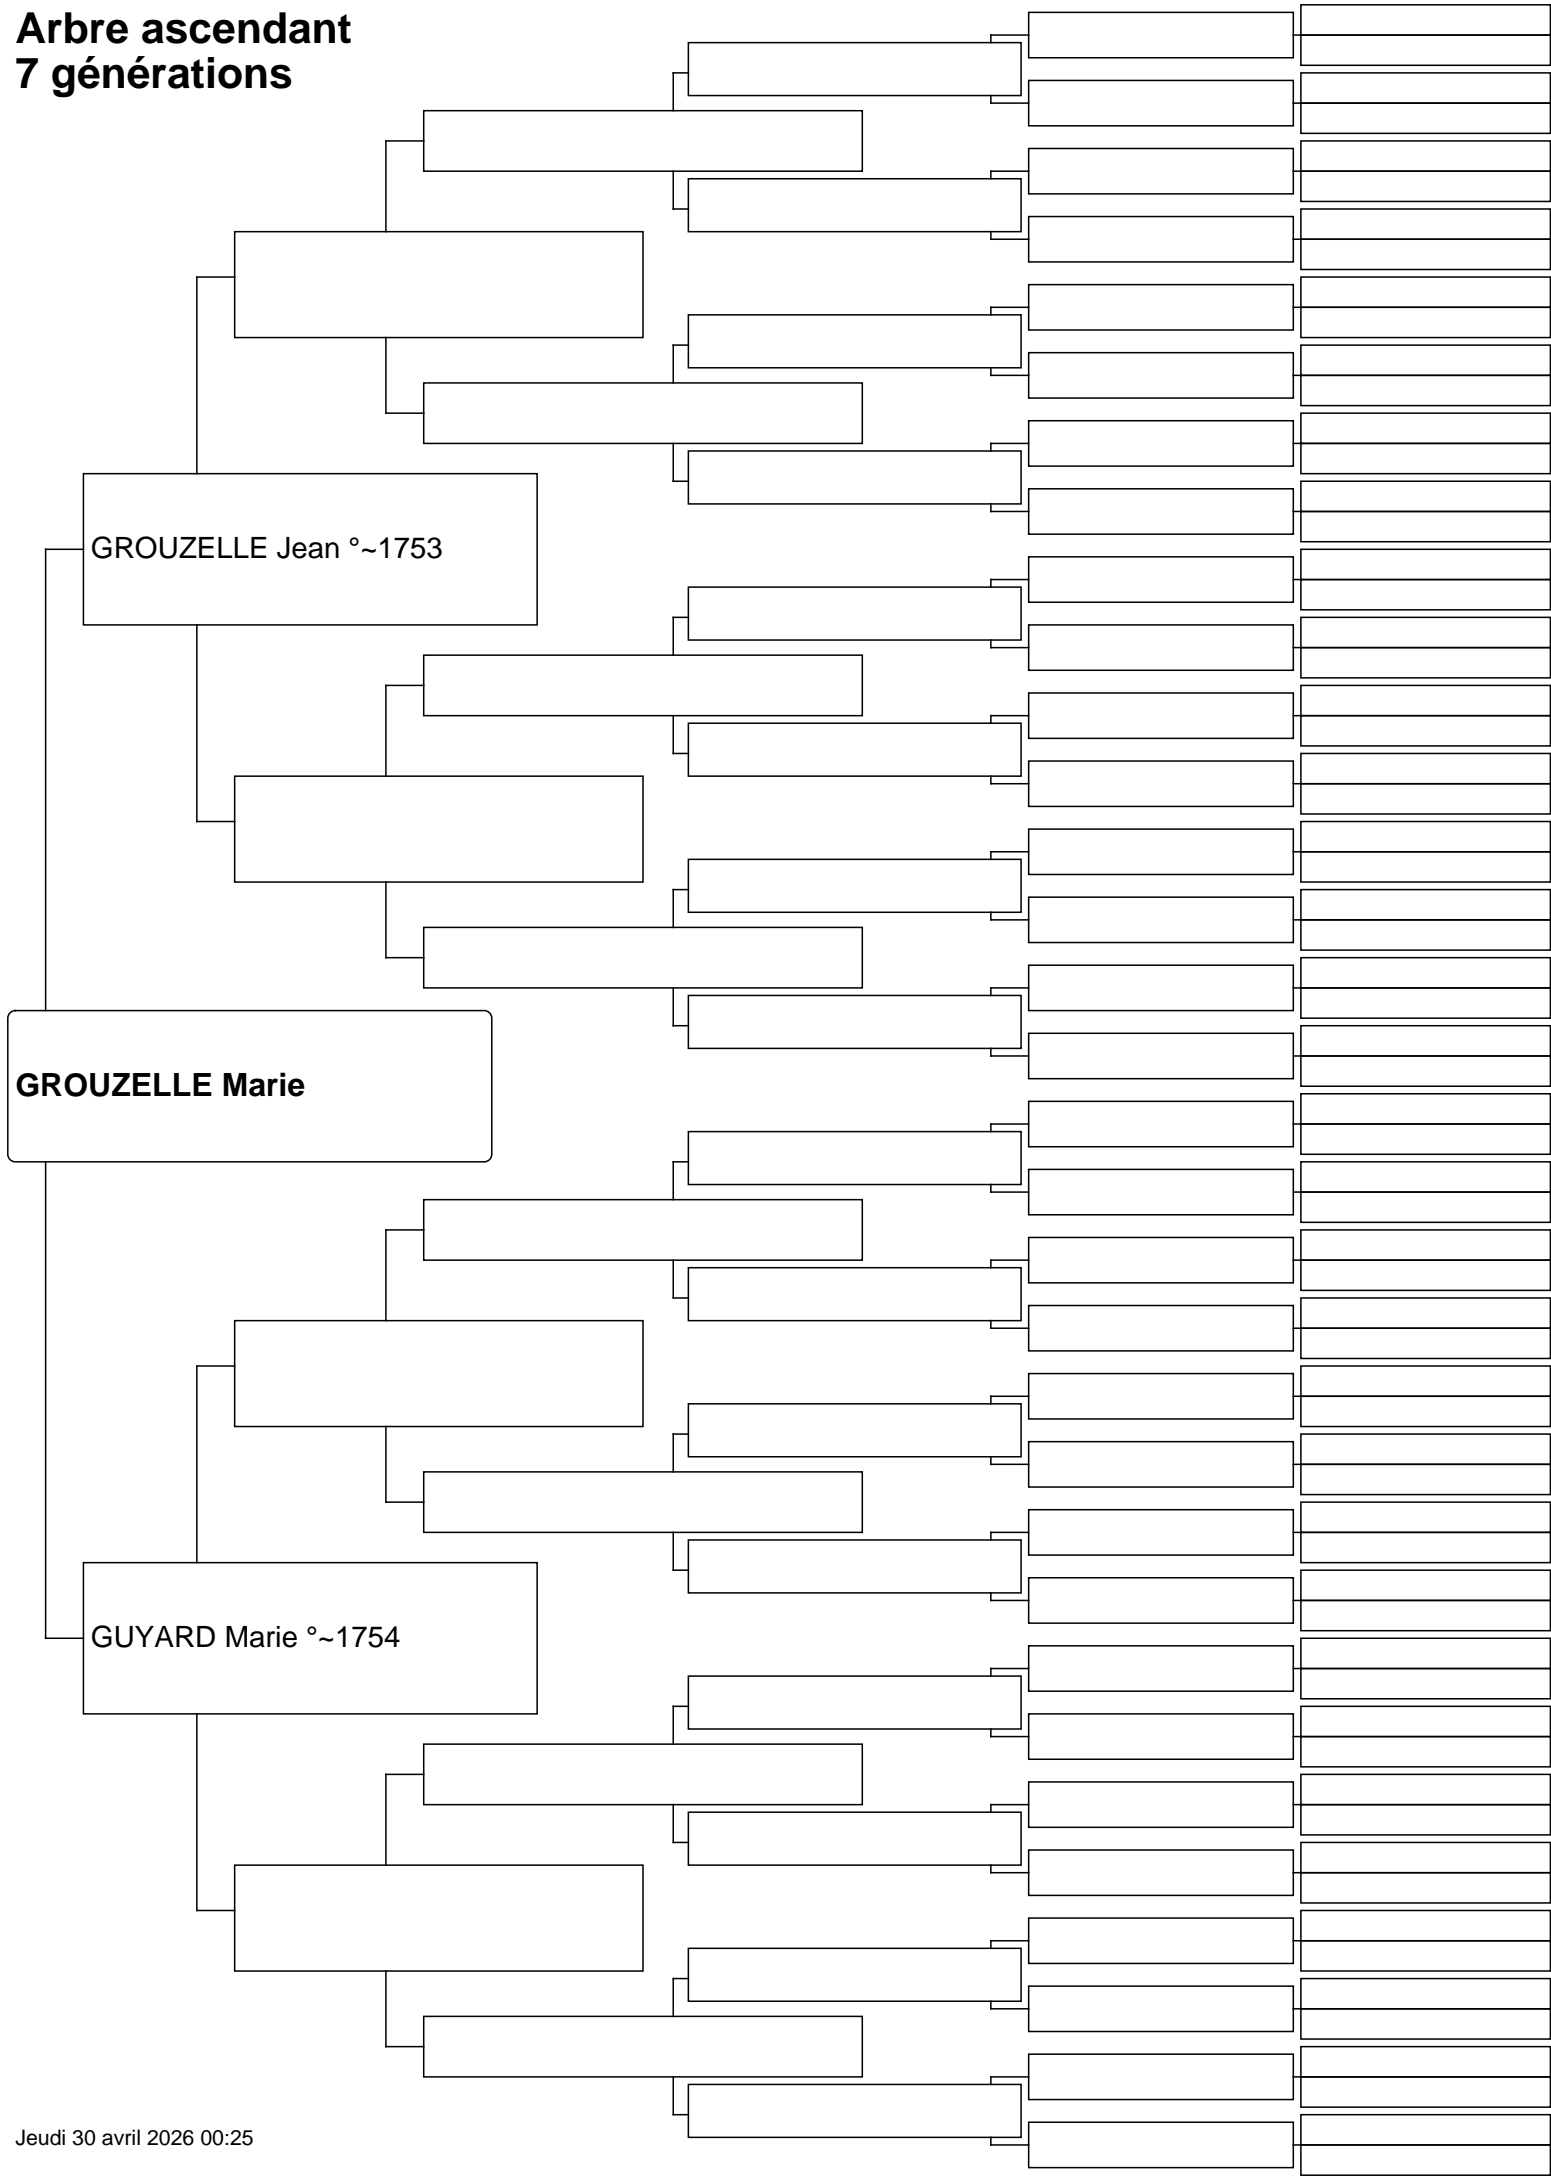 Arbre ascendant
7 générations
GROUZELLE Jean °~1753
GROUZELLE Marie
GUYARD Marie °~1754
Jeudi 30 avril 2026 00:25